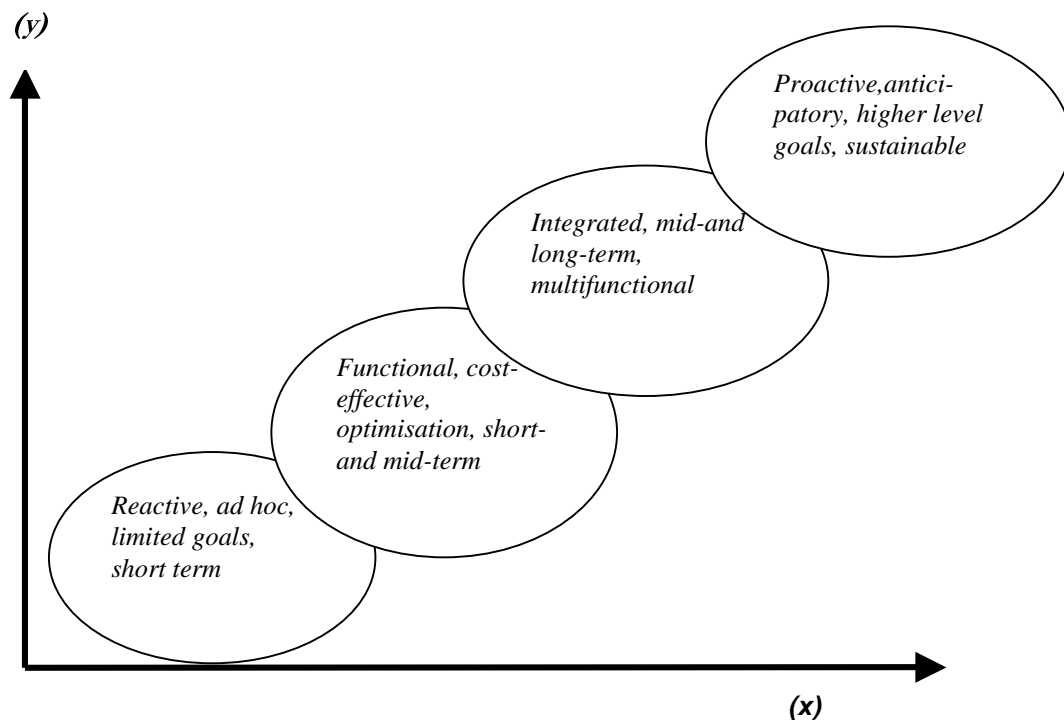 (y)
Proactive,antici-
patory, higher level
goals, sustainable
Integrated, mid-and
long-term,
multifunctional
Functional, cost-
effective,
optimisation, short-
and mid-term
Reactive, ad hoc,
limited goals,
short term
(x)